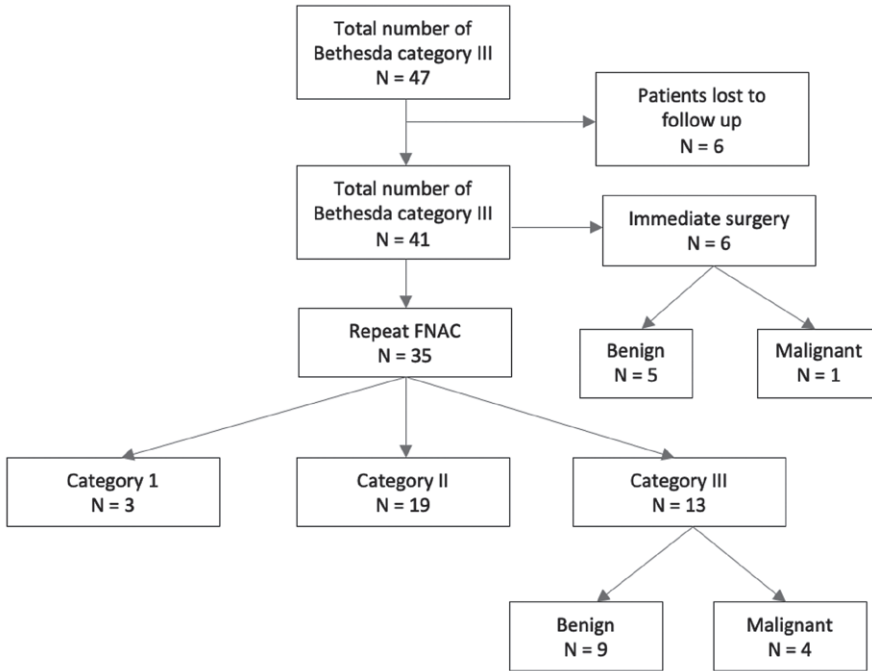 Total number of
Bethesda category III
N = 47
Patients lost to
follow up
N = 6
Total number of
Bethesda category III
N = 41
Immediate surgery
N = 6
Repeat FNAC
N = 35
Benign
N = 5
Malignant
N = 1
Category 1
N = 3
Category II
N = 19
Category III
N = 13
Benign
N = 9
Malignant
N = 4